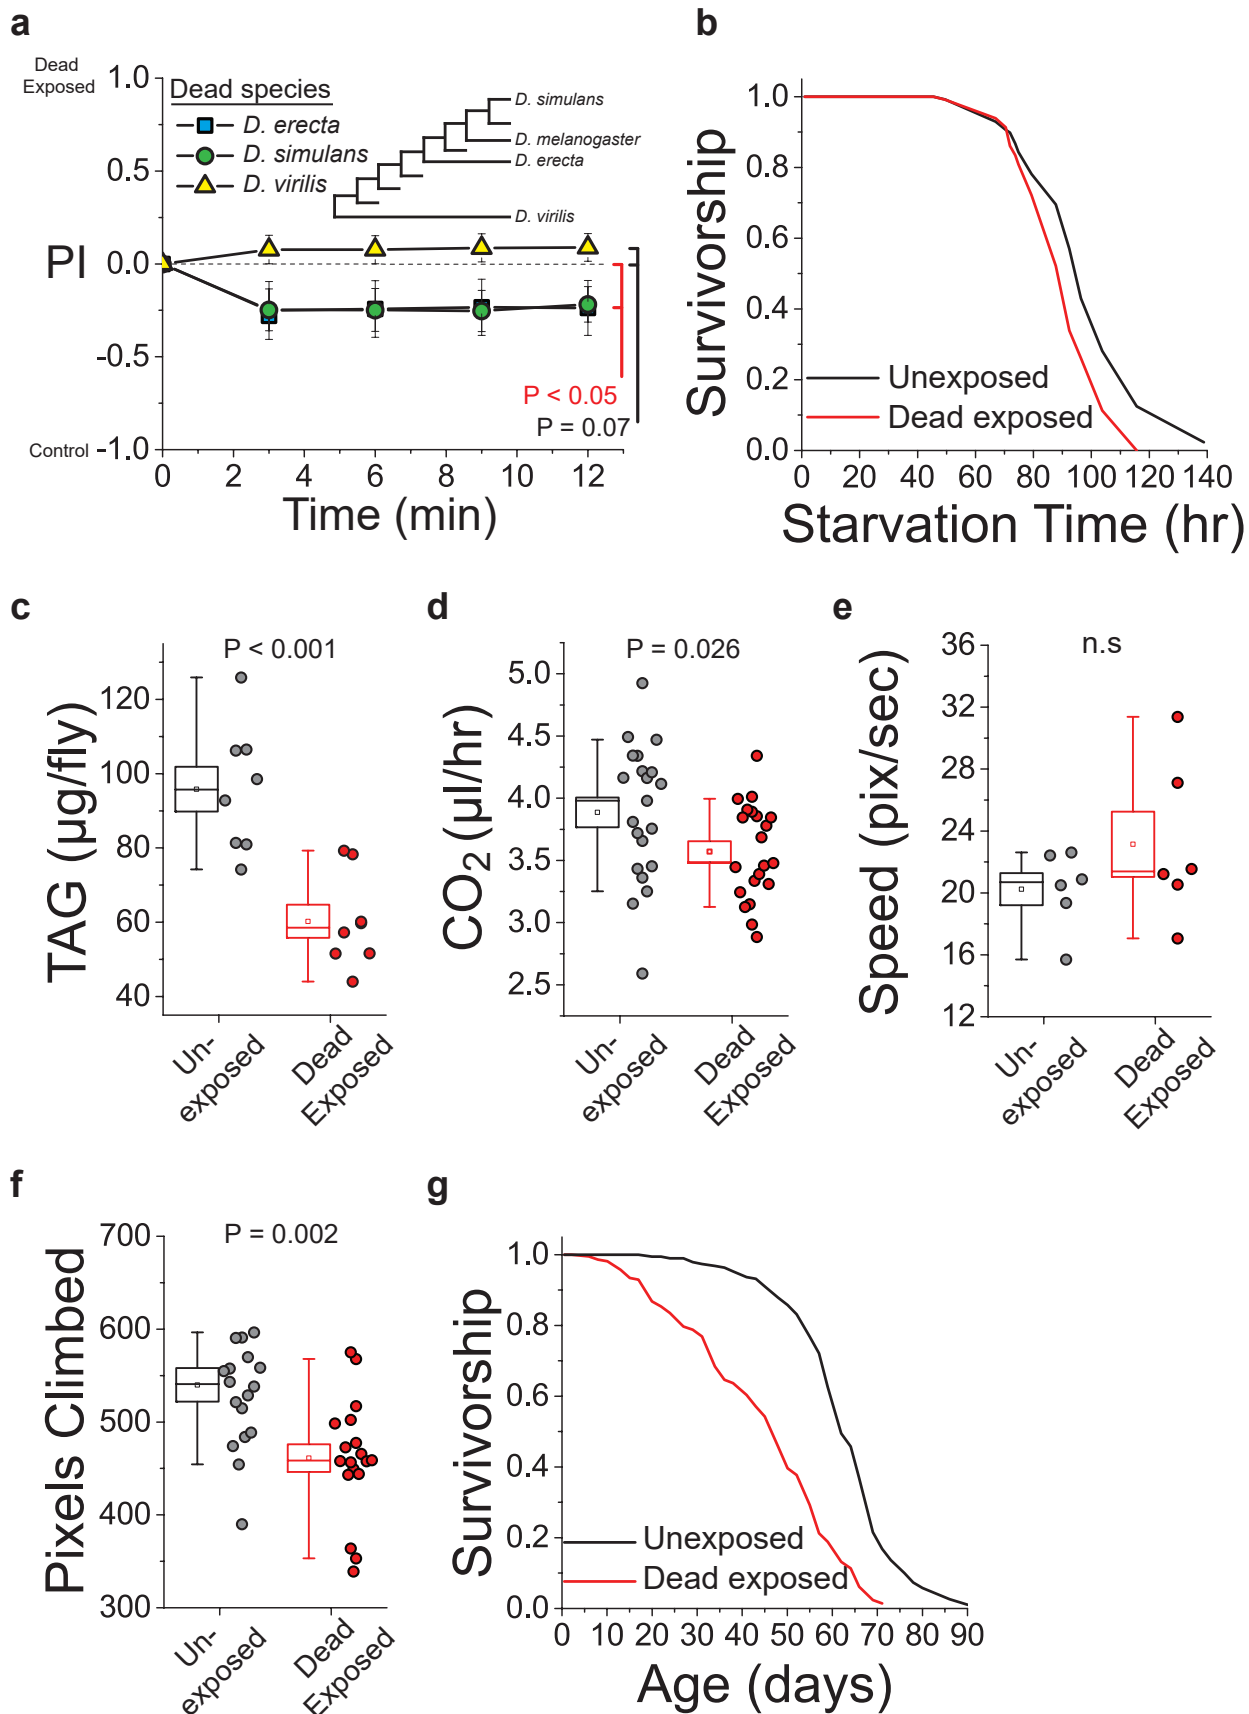 a
Dead
Exposed
1.0
0.5
0.0
-0.5
-1.0
PI
Control
Dead species
D. erecta
D. simulans
D. virilis
D. simulans
D. melanogaster
D. erecta
D. virilis
P < 0.05
P = 0.07
0 2 4 6 8 10 12
Time (min)
b
Survivorship
1.0
0.8
0.6
0.4
0.2
0.0
Unexposed
Dead exposed
0 20 40 60 80 100 120 140
Starvation Time (hr)
c
P < 0.001
TAG (µg/fly)
120
100
80
60
40
Un-
exposed
Dead
Exposed
d
P = 0.026
CO2 (µl/hr)
5.0
4.5
4.0
3.5
3.0
2.5
Un-
exposed
Dead
Exposed
e
n.s
Speed (pix/sec)
36
32
28
24
20
16
12
Un-
exposed
Dead
Exposed
f
P = 0.002
Pixels Climbed
700
600
500
400
300
Un-
exposed
Dead
Exposed
g
Survivorship
1.0
0.8
0.6
0.4
0.2
0.0
Unexposed
Dead exposed
0 10 20 30 40 50 60 70 80 90
Age (days)